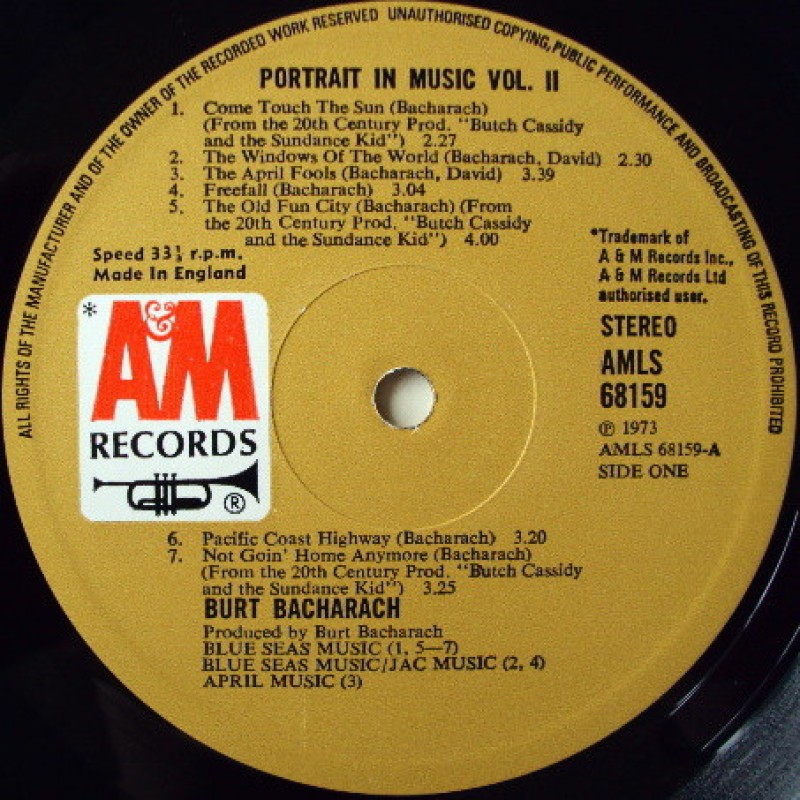 ALL RIGHTS OF THE MANUFACTURER AND OF THE OWNER OF THE RECORDED WORK RESERVED UNAUTHORISED COPYING, PUBLIC PERFORMANCE AND BROADCASTING OF THIS RECORD PROHIBITED
PORTRAIT IN MUSIC VOL. II
1. Come Touch The Sun (Bacharach)
(From the 20th Century Prod. "Butch Cassidy
and the Sundance Kid") 2.27
2. The Windows Of The World (Bacharach, David) 2.30
3. The April Fools (Bacharach, David) 3.39
4. Freefall (Bacharach) 3.04
5. The Old Fun City (Bacharach) (From
the 20th Century Prod. "Butch Cassidy
and the Sundance Kid") 4.00
Speed 33⅓ r.p.m.
Made In England
*Trademark of
A & M Records Inc.,
A & M Records Ltd
authorised user.
* A&M
RECORDS
®
STEREO
AMLS
68159
℗ 1973
AMLS 68159-A
SIDE ONE
6. Pacific Coast Highway (Bacharach) 3.20
7. Not Goin' Home Anymore (Bacharach)
(From the 20th Century Prod. "Butch Cassidy
and the Sundance Kid") 3.25
BURT BACHARACH
Produced by Burt Bacharach
BLUE SEAS MUSIC (1, 5—7)
BLUE SEAS MUSIC/JAC MUSIC (2, 4)
APRIL MUSIC (3)